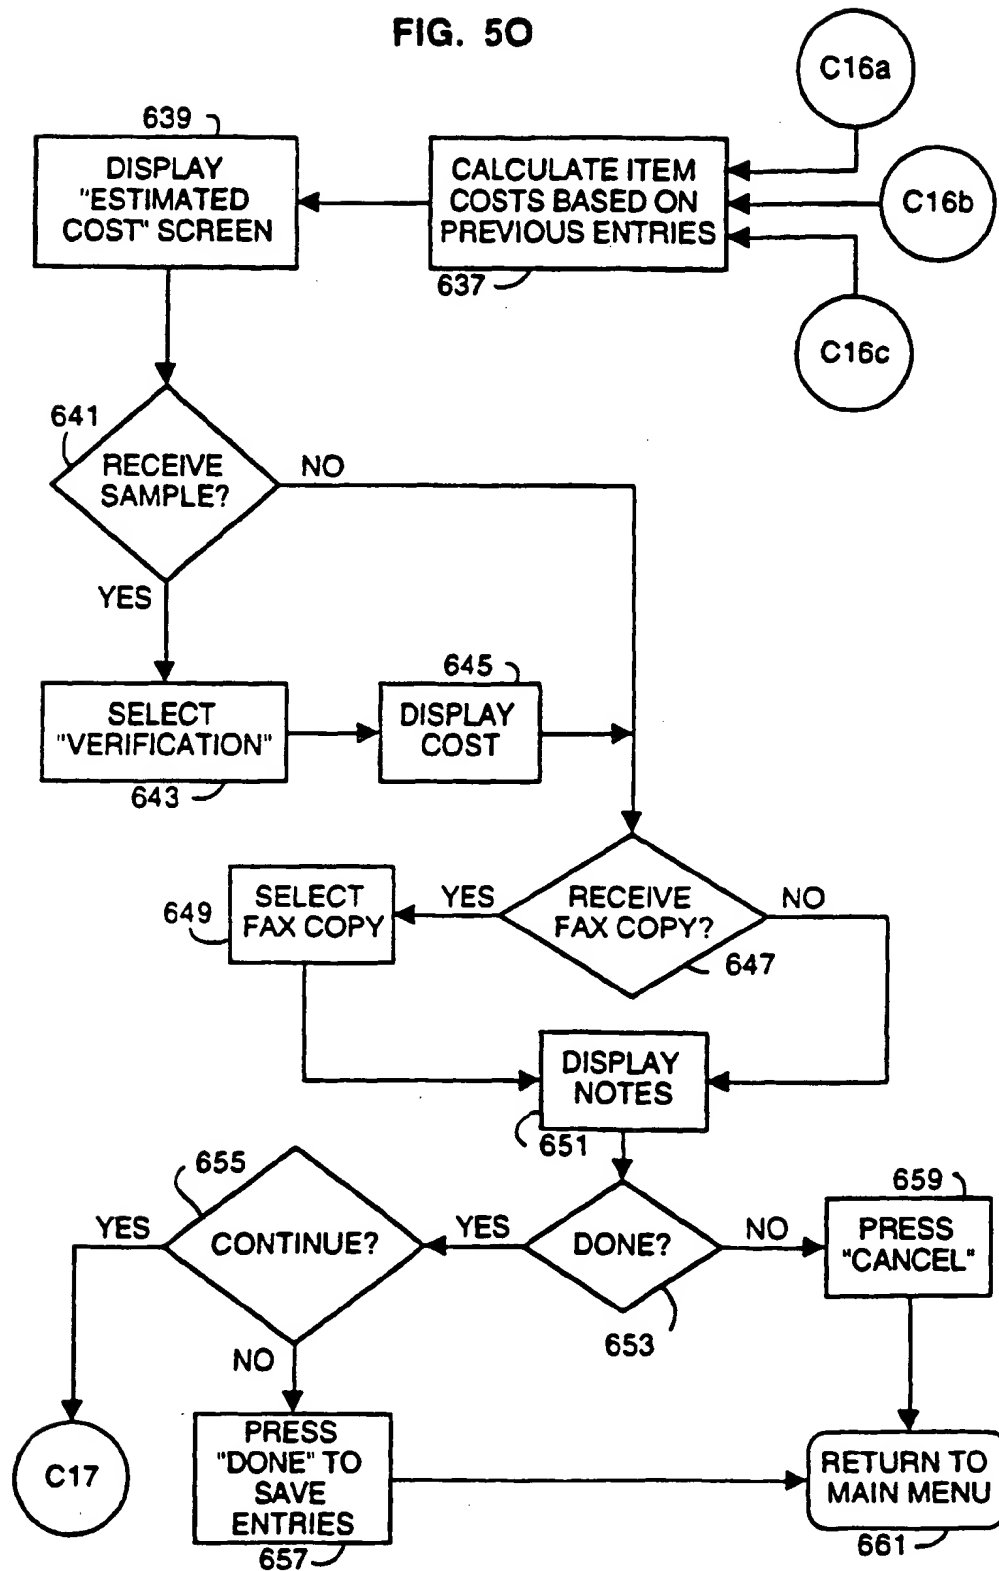 FIG. 5O
C16a
639
DISPLAY
"ESTIMATED
COST" SCREEN
CALCULATE ITEM
COSTS BASED ON
PREVIOUS ENTRIES
C16b
637
C16c
641
RECEIVE
SAMPLE?
NO
YES
645
SELECT
"VERIFICATION"
DISPLAY
COST
643
649
SELECT
FAX COPY
YES
RECEIVE
FAX COPY?
NO
647
DISPLAY
NOTES
651
655
659
YES
CONTINUE?
YES
DONE?
NO
PRESS
"CANCEL"
653
NO
C17
PRESS
"DONE" TO
SAVE
ENTRIES
RETURN TO
MAIN MENU
657
661